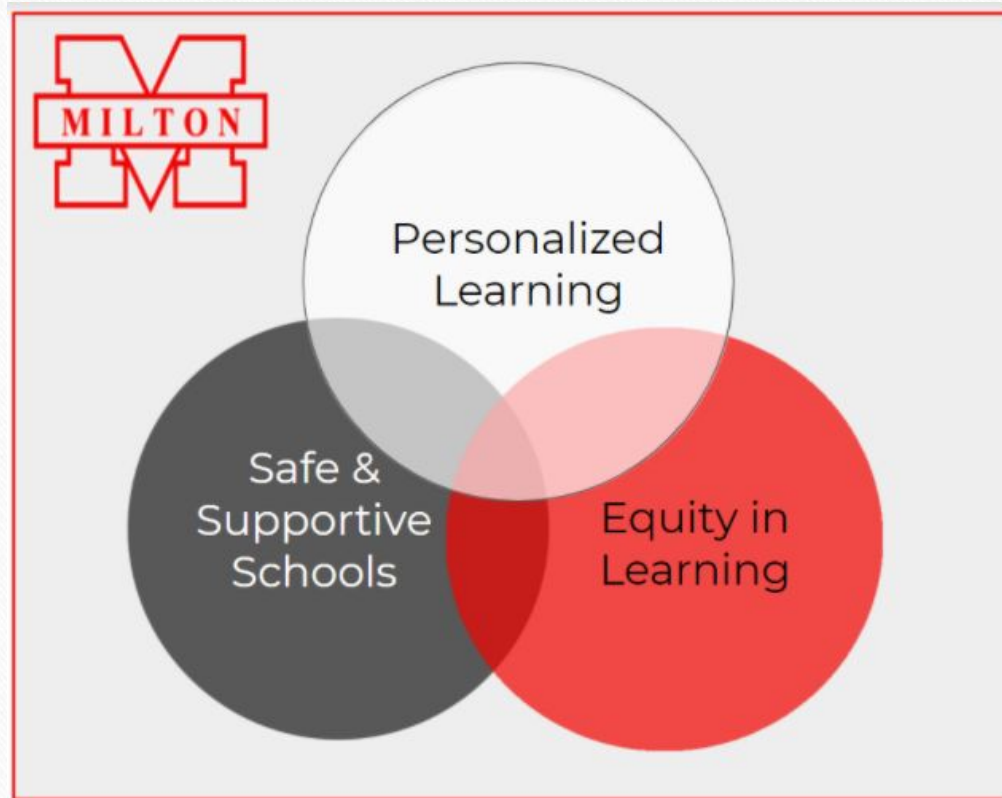 MILTON
Personalized
Learning
Safe &
Supportive
Schools
Equity in
Learning